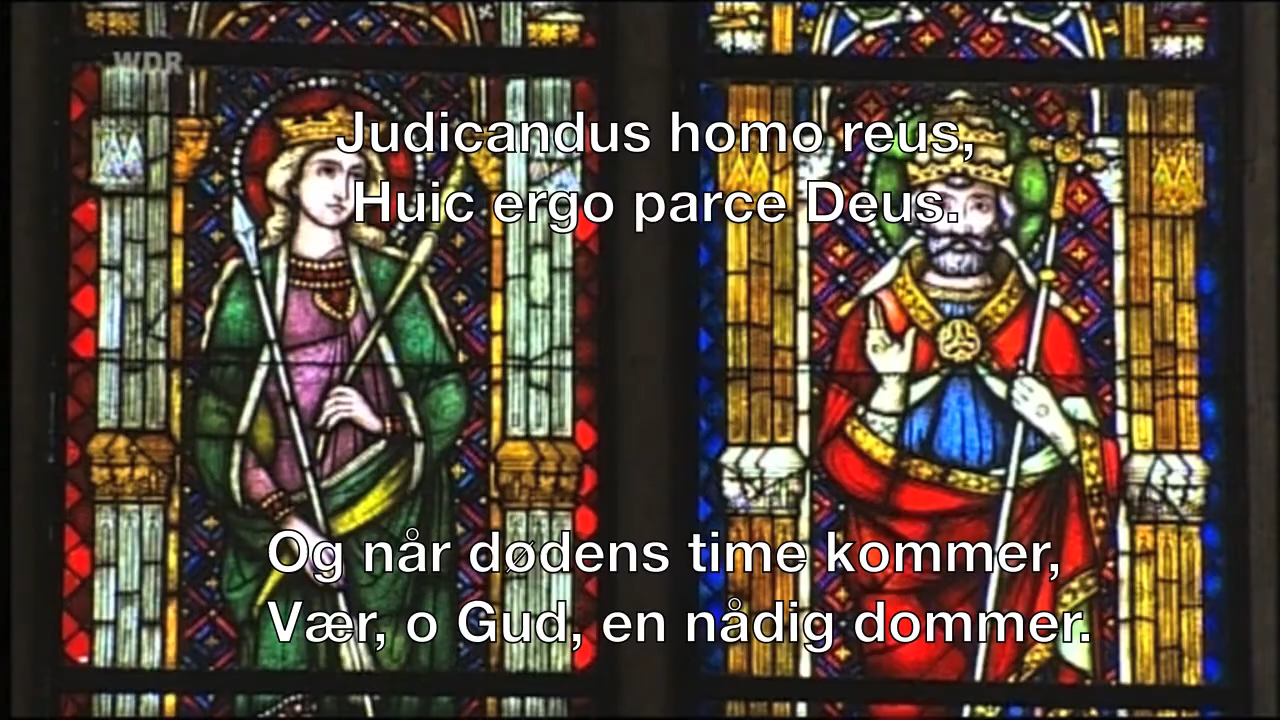 WDR
Judicandus homo reus,
Huic ergo parce Deus.
Og når dødens time kommer,
Vær, o Gud, en nådig dommer.